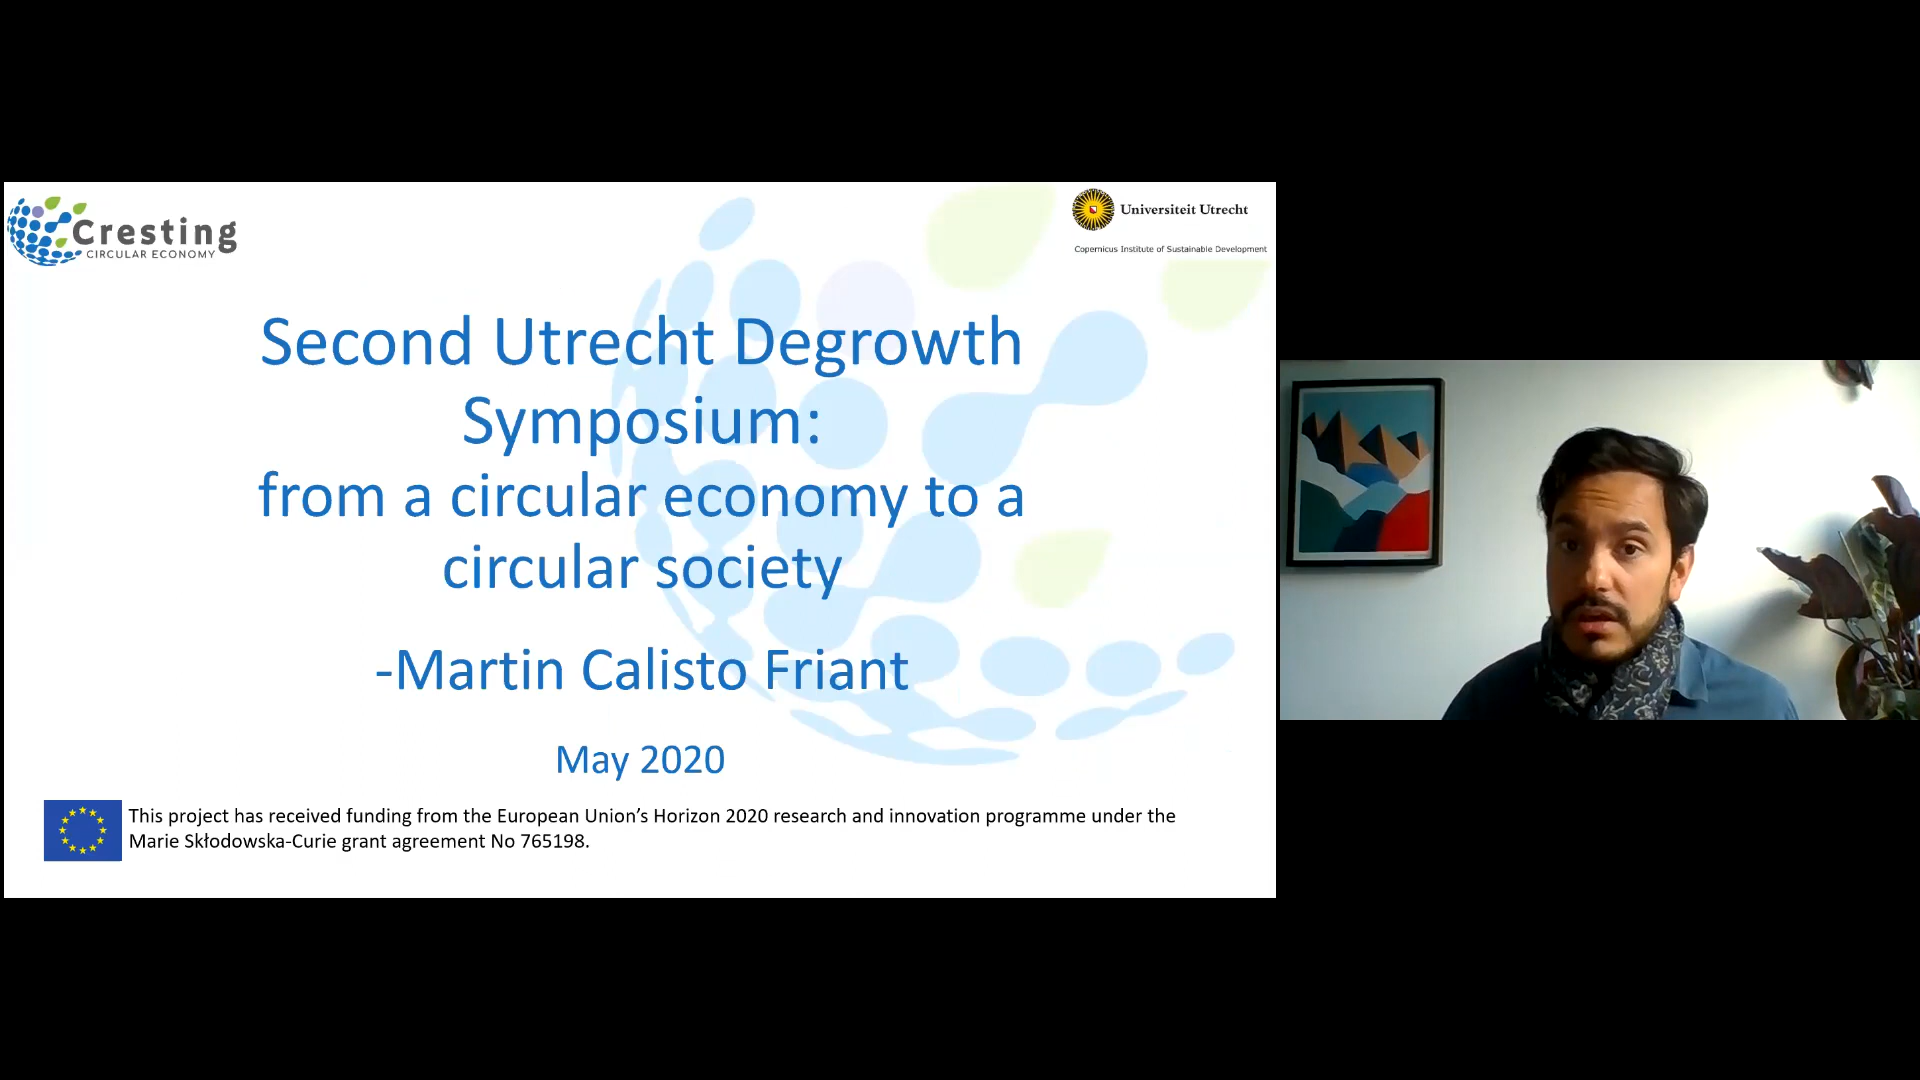 Cresting
CIRCULAR ECONOMY
Universiteit Utrecht
Copernicus Institute of Sustainable Development
Second Utrecht Degrowth
Symposium:
from a circular economy to a
circular society
-Martin Calisto Friant
May 2020
This project has received funding from the European Union’s Horizon 2020 research and innovation programme under the
Marie Skłodowska-Curie grant agreement No 765198.